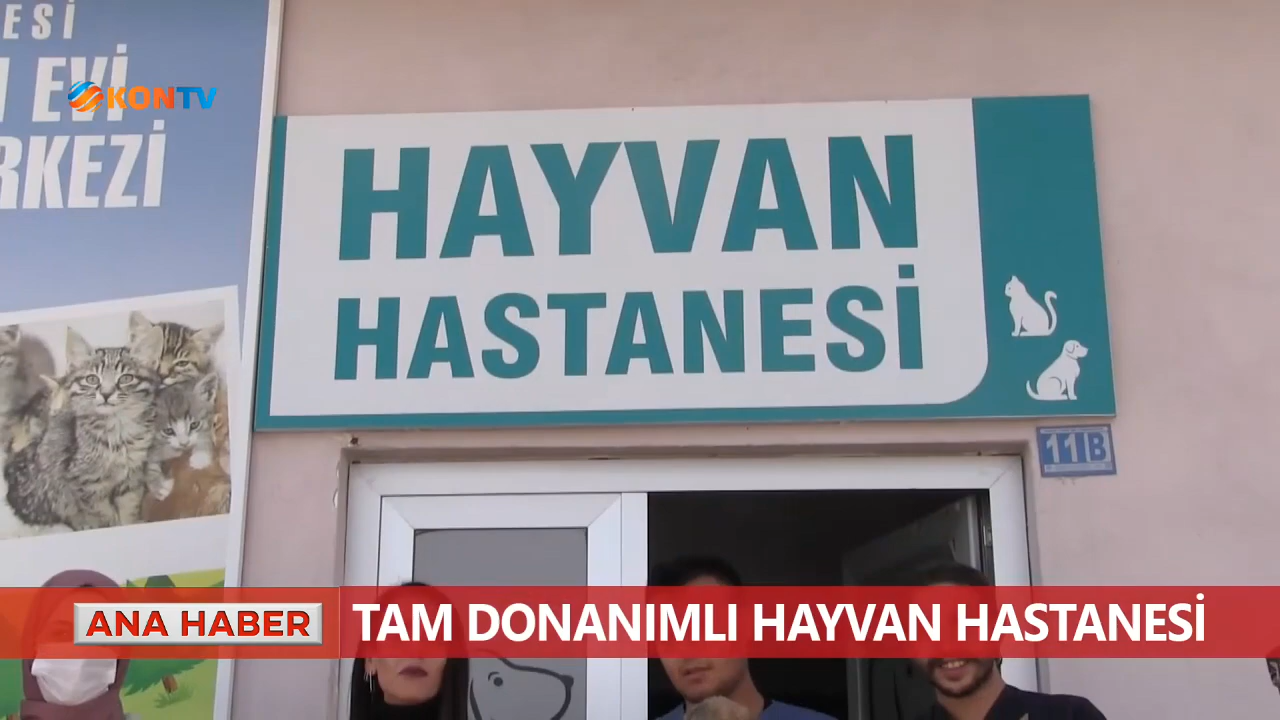 ESİ
EVİ
RKEZİ
KONTV
HAYVAN
HASTANESİ
11B
ANA HABER
TAM DONANIMLI HAYVAN HASTANESİ